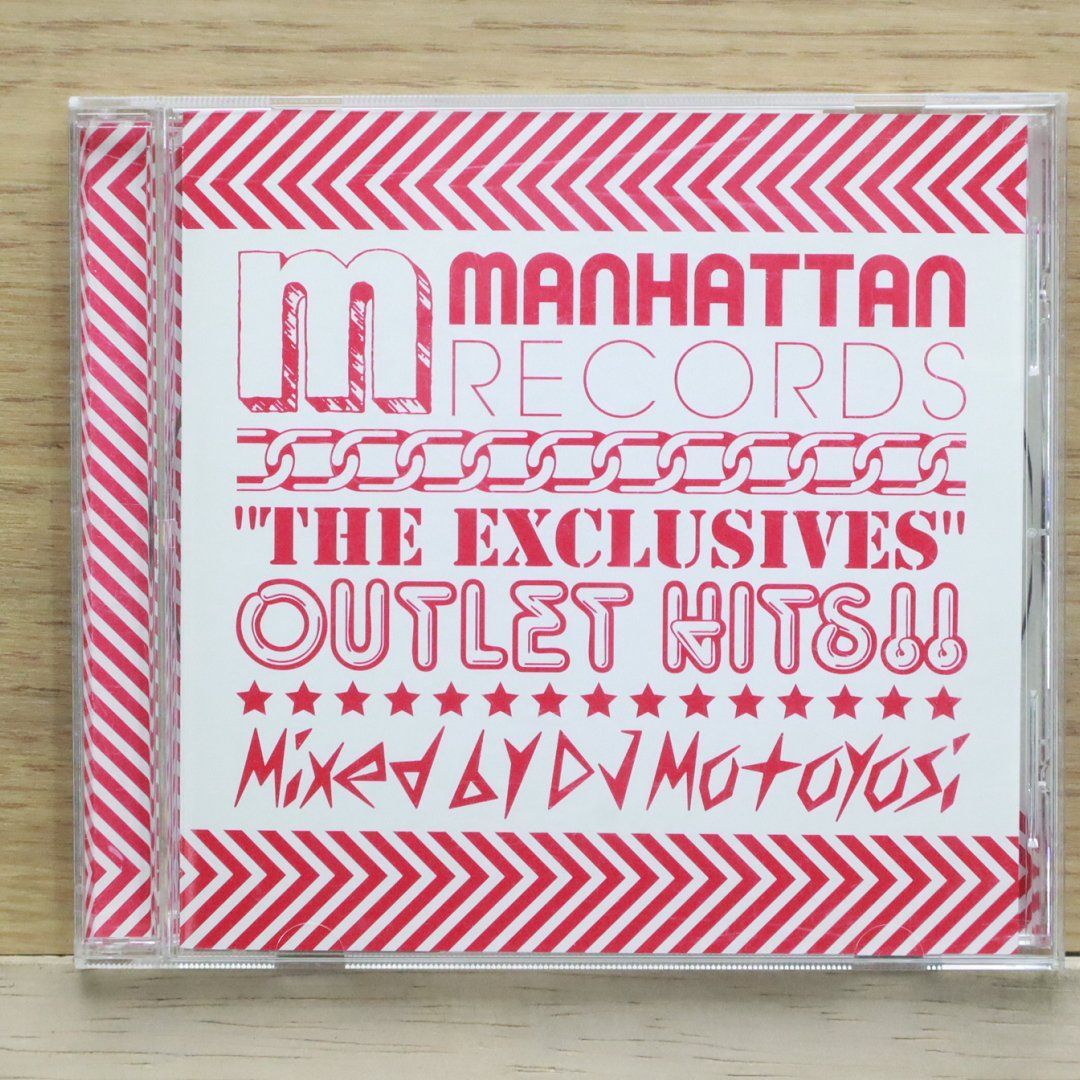 m MANHATTAN
RECORDS
"THE EXCLUSIVES"
OUTLET HITS!!
Mixed by DJ Motoyosi